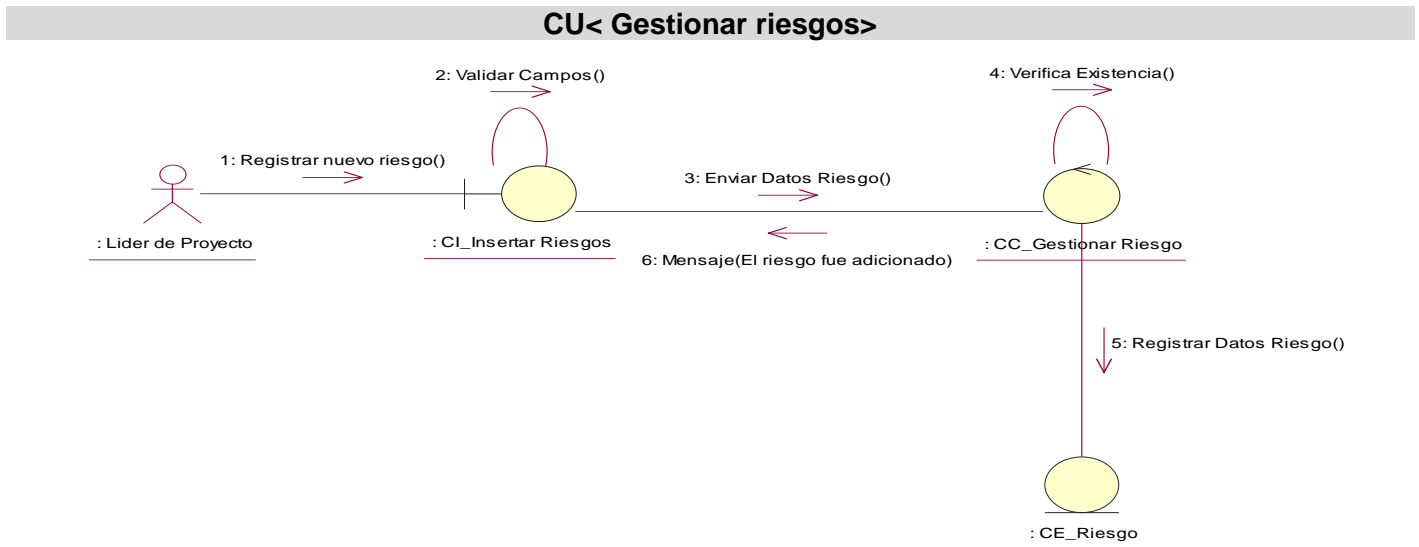 CU< Gestionar riesgos>
2: Validar Campos()
4: Verifica Existencia()
1: Registrar nuevo riesgo()
3: Enviar Datos Riesgo()
: Lider de Proyecto
: CI_Insertar Riesgos
: CC_Gestionar Riesgo
6: Mensaje(El riesgo fue adicionado)
5: Registrar Datos Riesgo()
: CE_Riesgo